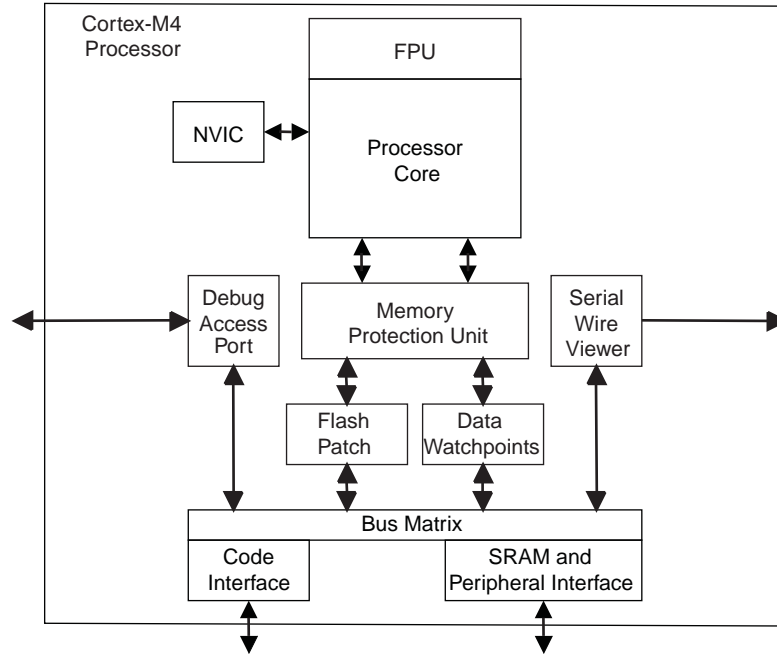 Cortex-M4
Processor
FPU
NVIC
Processor
Core
Debug
Access
Port
Memory
Protection Unit
Serial
Wire
Viewer
Flash
Patch
Data
Watchpoints
Bus Matrix
Code
Interface
SRAM and
Peripheral Interface